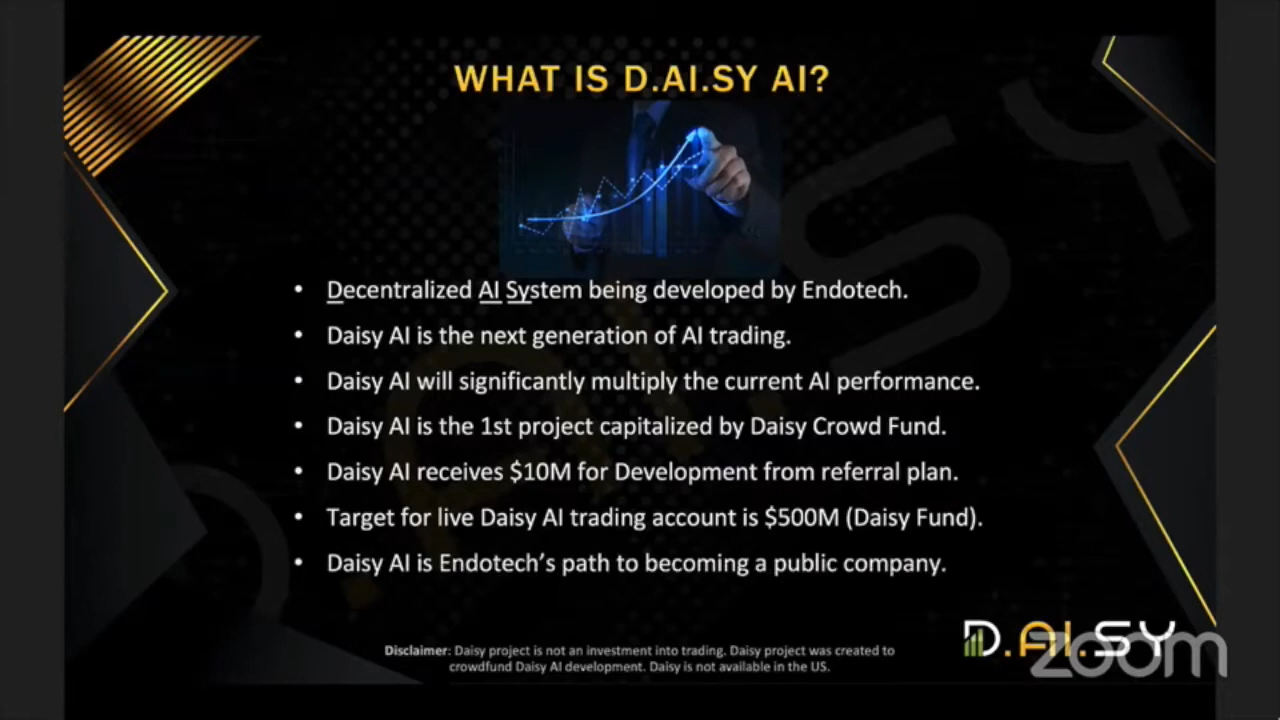 WHAT IS D.AI.SY AI?
• Decentralized AI System being developed by Endotech.
• Daisy AI is the next generation of AI trading.
• Daisy AI will significantly multiply the current AI performance.
• Daisy AI is the 1st project capitalized by Daisy Crowd Fund.
• Daisy AI receives $10M for Development from referral plan.
• Target for live Daisy AI trading account is $500M (Daisy Fund).
• Daisy AI is Endotech’s path to becoming a public company.
D.AI.SY
zoom
Disclaimer: Daisy project is not an investment into trading. Daisy project was created to
crowdfund Daisy AI development. Daisy is not available in the US.
D.AI.SY